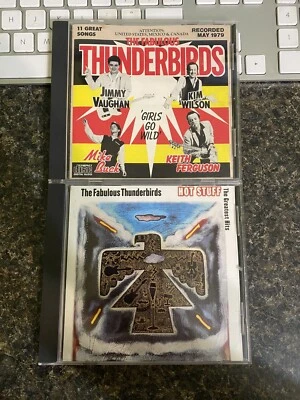 11 GREAT
SONGS
ATTENTION:
UNITED STATES, MEXICO & CANADA
RECORDED
MAY 1979
THE FABULOUS
THUNDERBIRDS
JIMMY
VAUGHAN
KIM
WILSON
'GIRLS
GO
WILD'
Mike
Buck
KEITH
FERGUSON
The Fabulous Thunderbirds
HOT STUFF
The Greatest Hits